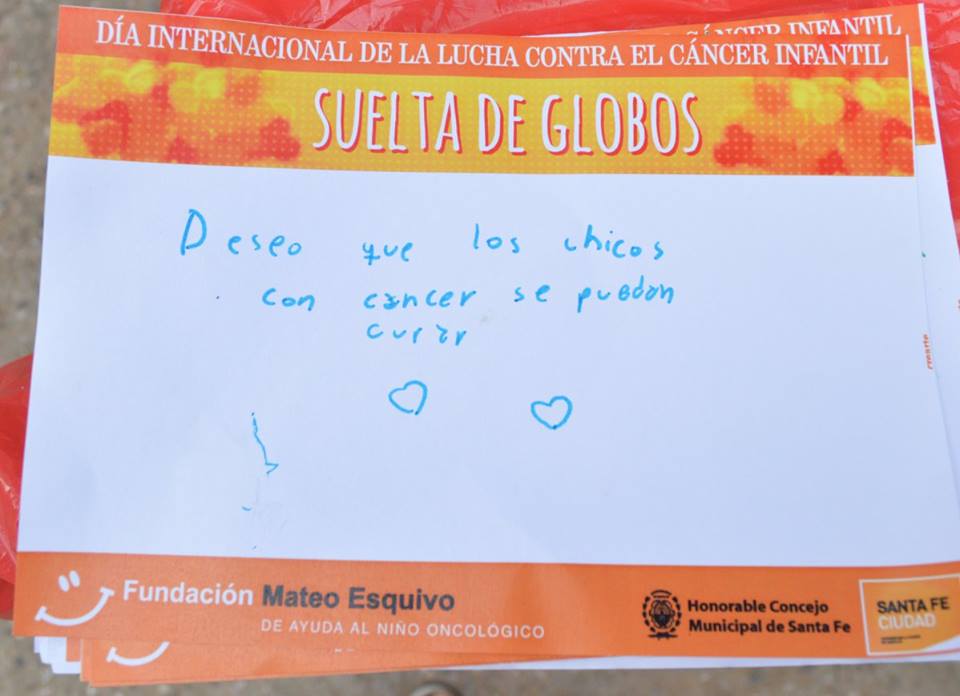 DÍA INTERNACIONAL DE LA LUCHA CONTRA EL CÁNCER INFANTIL
SUELTA DE GLOBOS
Deseo que los chicos
con cancer se puedan
curar
Fundación Mateo Esquivo
DE AYUDA AL NIÑO ONCOLÓGICO
Honorable Concejo
Municipal de Santa Fe
SANTA FE
CIUDAD
CÁNCER INFANTIL